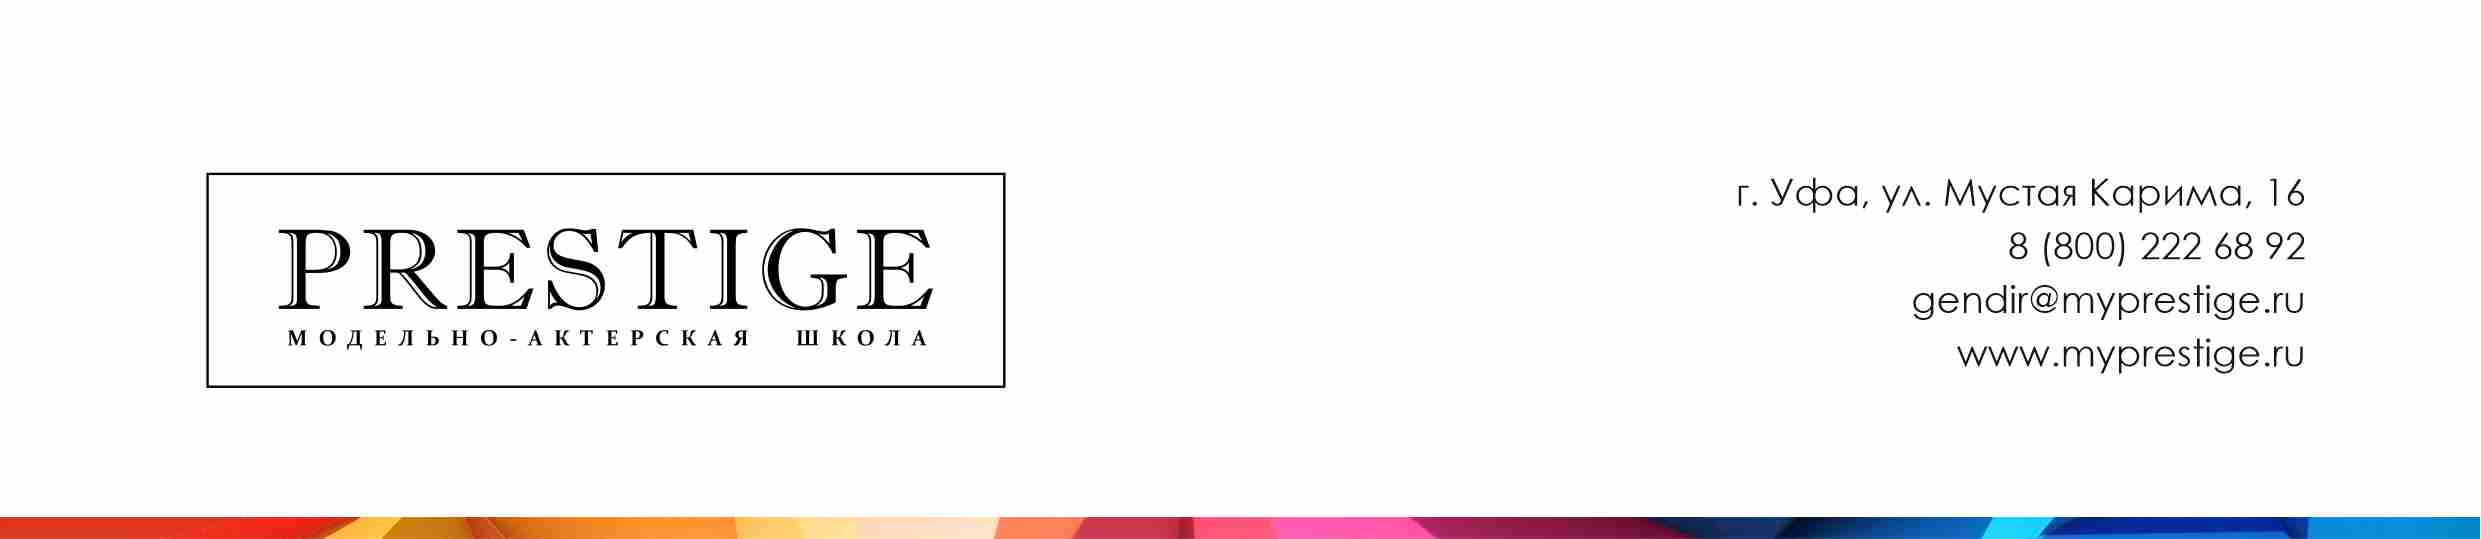 PRESTIGE
МОДЕЛЬНО-АКТЕРСКАЯ ШКОЛА
г. Уфа, ул. Мустая Карима, 16
8 (800) 222 68 92
gendir@myprestige.ru
www.myprestige.ru